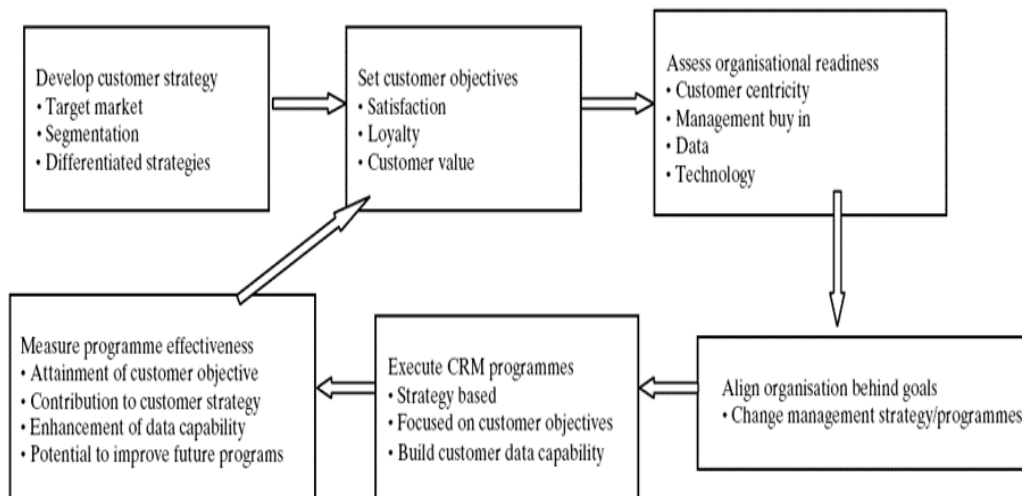 Develop customer strategy
• Target market
• Segmentation
• Differentiated strategies
Set customer objectives
• Satisfaction
• Loyalty
• Customer value
Assess organisational readiness
• Customer centricity
• Management buy in
• Data
• Technology
Align organisation behind goals
• Change management strategy/programmes
Execute CRM programmes
• Strategy based
• Focused on customer objectives
• Build customer data capability
Measure programme effectiveness
• Attainment of customer objective
• Contribution to customer strategy
• Enhancement of data capability
• Potential to improve future programs